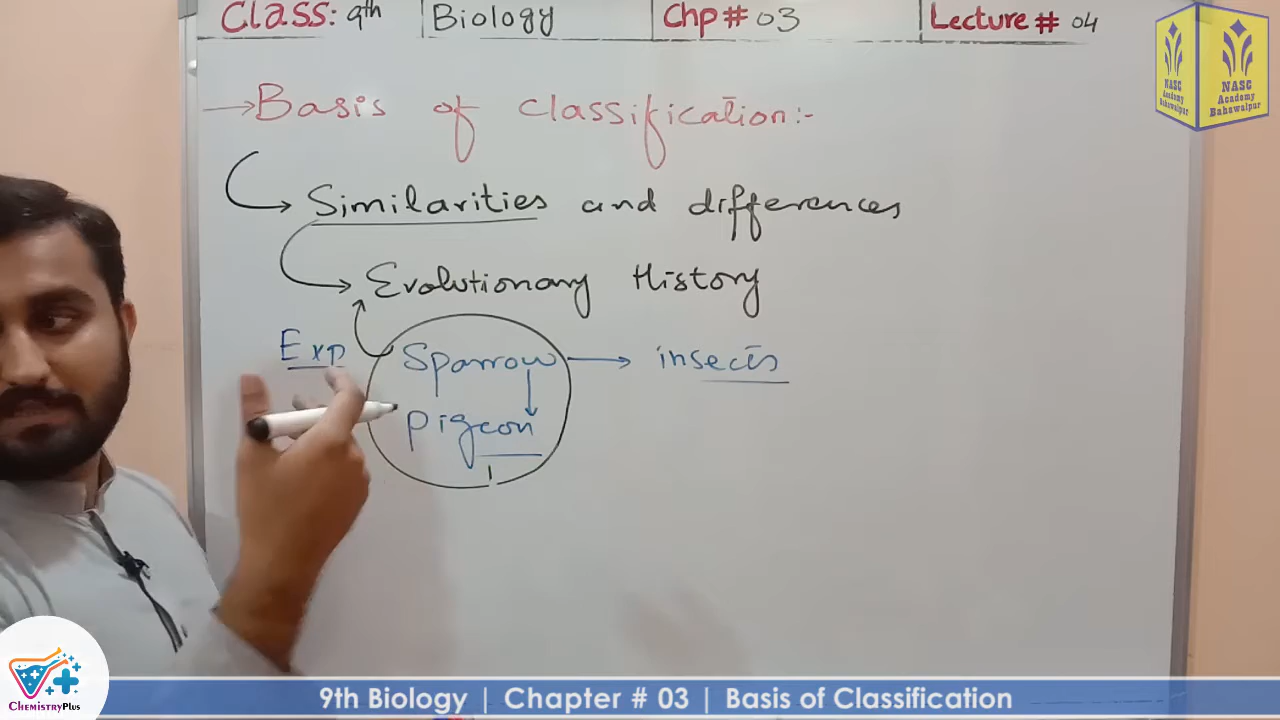 Class: 9th | Biology | Chp # 03 | Lecture # 04
NASC Academy Bahawalpur
NASC Academy Bahawalpur
→ Basis of classification:-
→ Similarities and differences
→ Evolutionary History
Exp Sparrow → insects
Pigeon
ChemistryPlus
9th Biology | Chapter # 03 | Basis of Classification